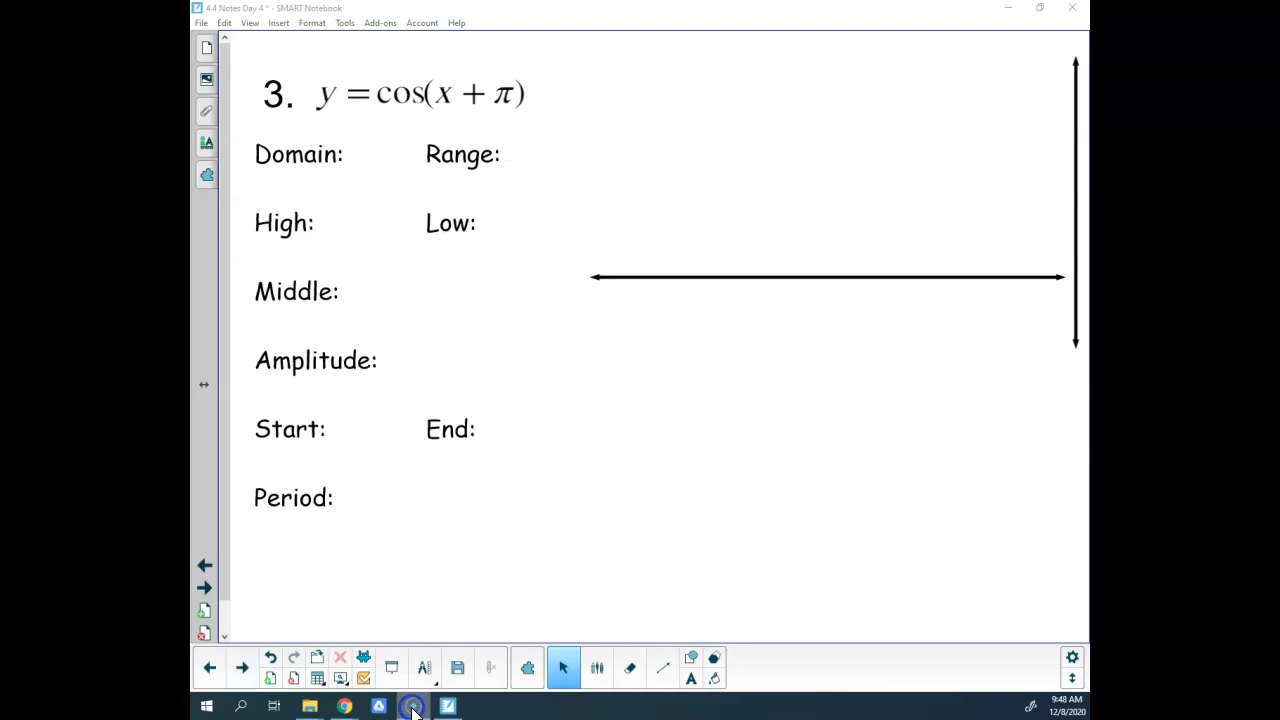 4.4 Notes Day 4 * - SMART Notebook
File Edit View Insert Format Tools Add-ons Account Help
3. y = cos(x + π)
Domain: Range:
High: Low:
Middle:
Amplitude:
Start: End:
Period:
9:48 AM
12/8/2020